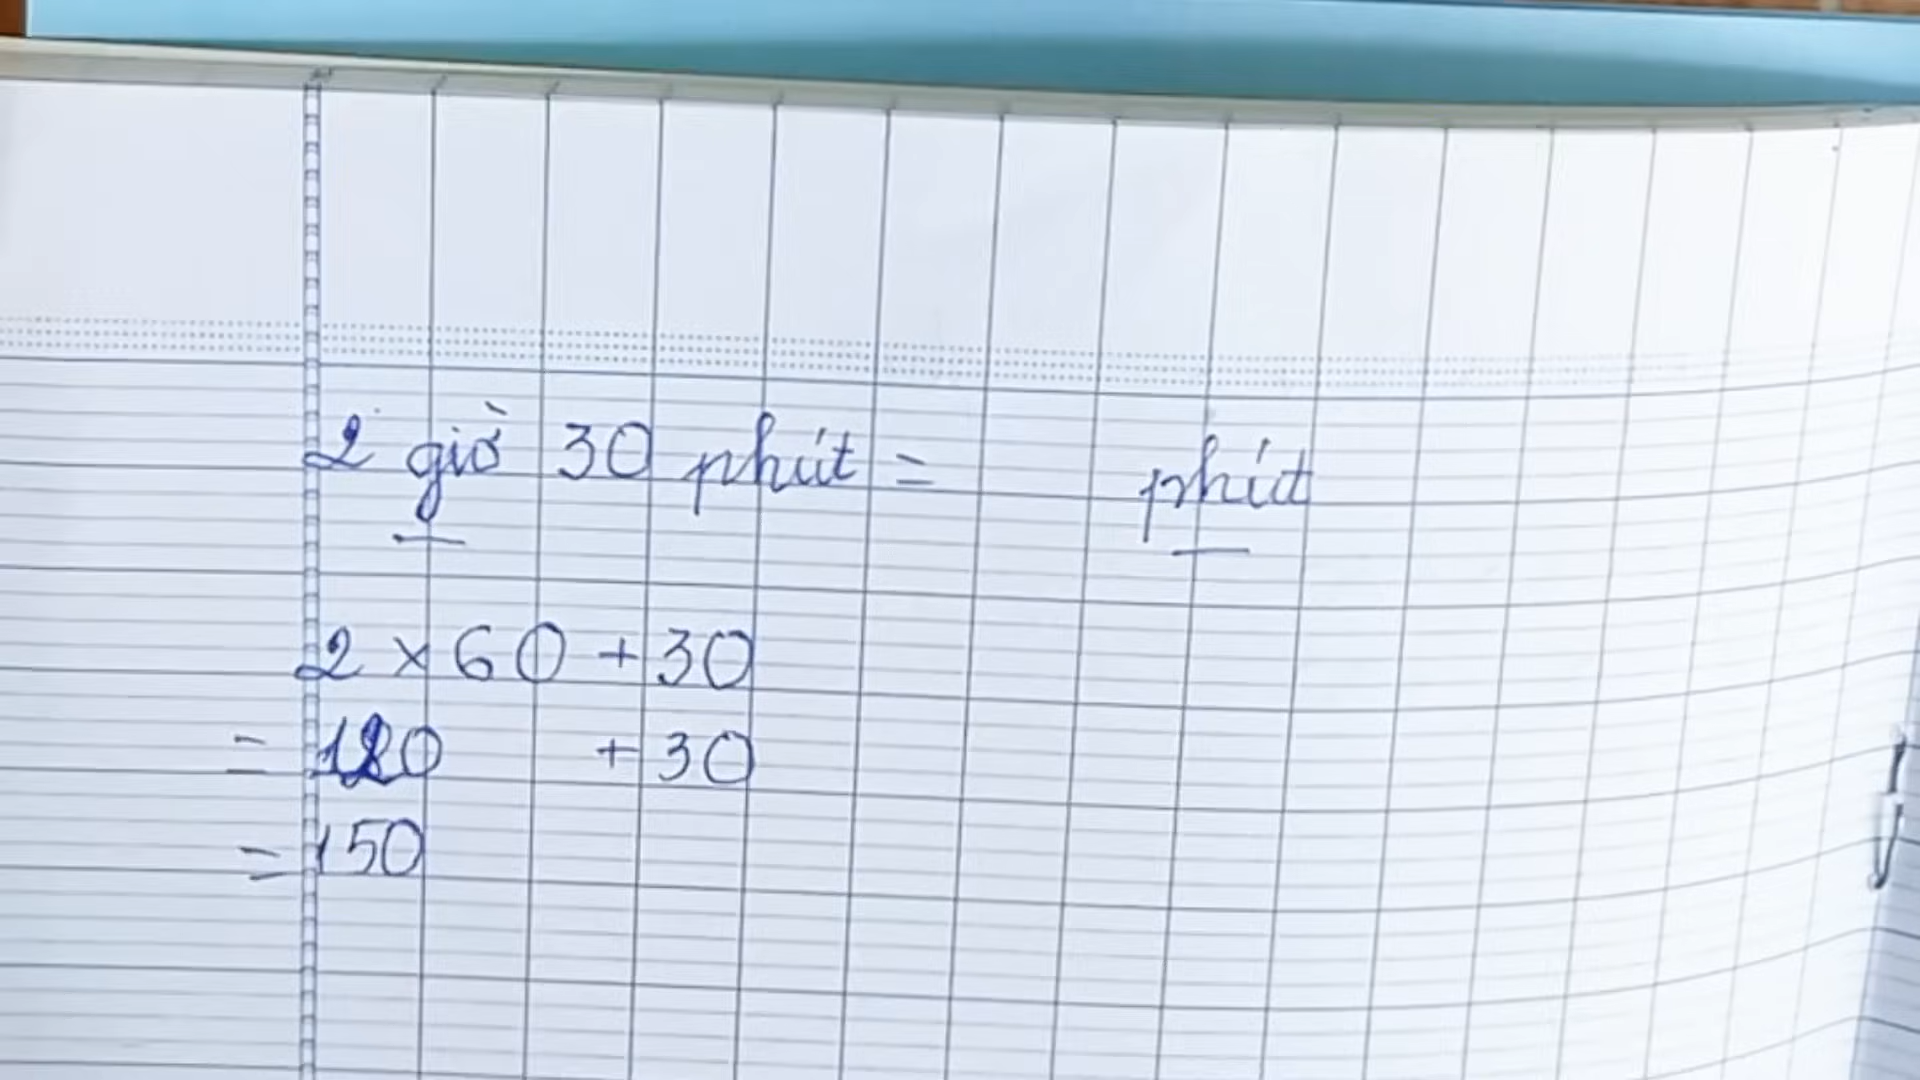 2 giờ 30 phút = phút
2 × 60 + 30
= 120 + 30
= 150